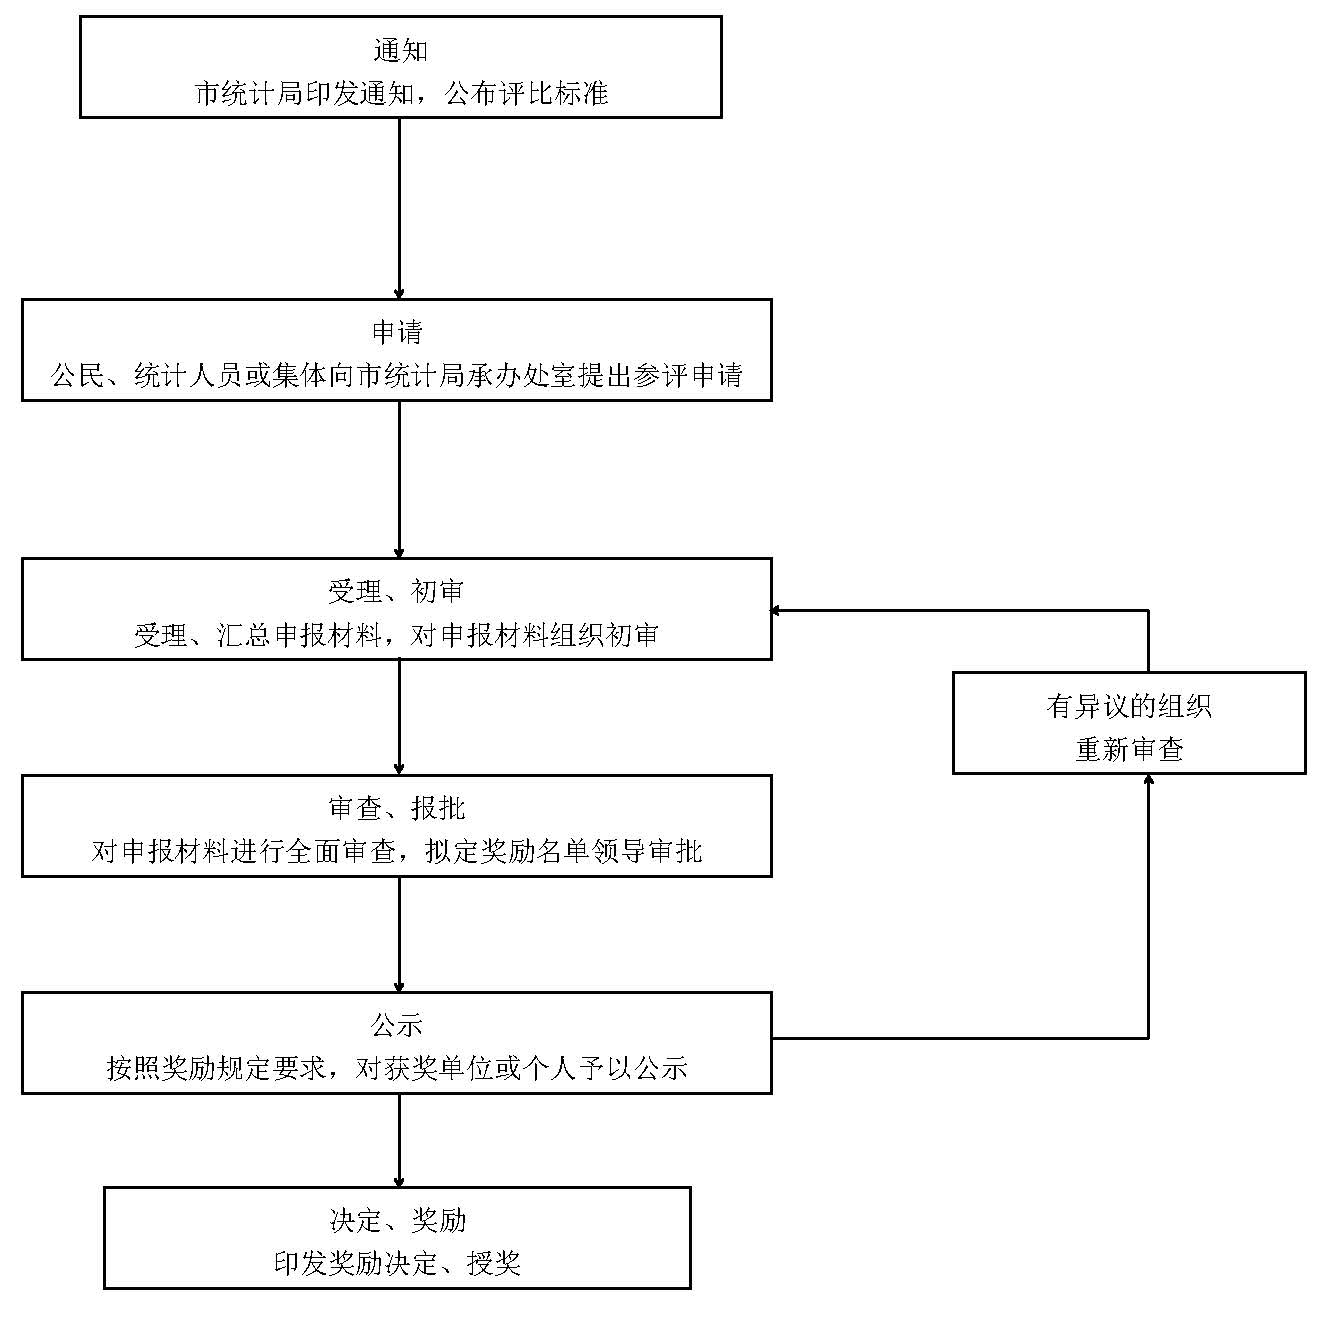 通知
市统计局印发通知，公布评比标准
申请
公民、统计人员或集体向市统计局承办处室提出参评申请
受理、初审
受理、汇总申报材料，对申报材料组织初审
有异议的组织
重新审查
审查、报批
对申报材料进行全面审查，拟定奖励名单领导审批
公示
按照奖励规定要求，对获奖单位或个人予以公示
决定、奖励
印发奖励决定、授奖